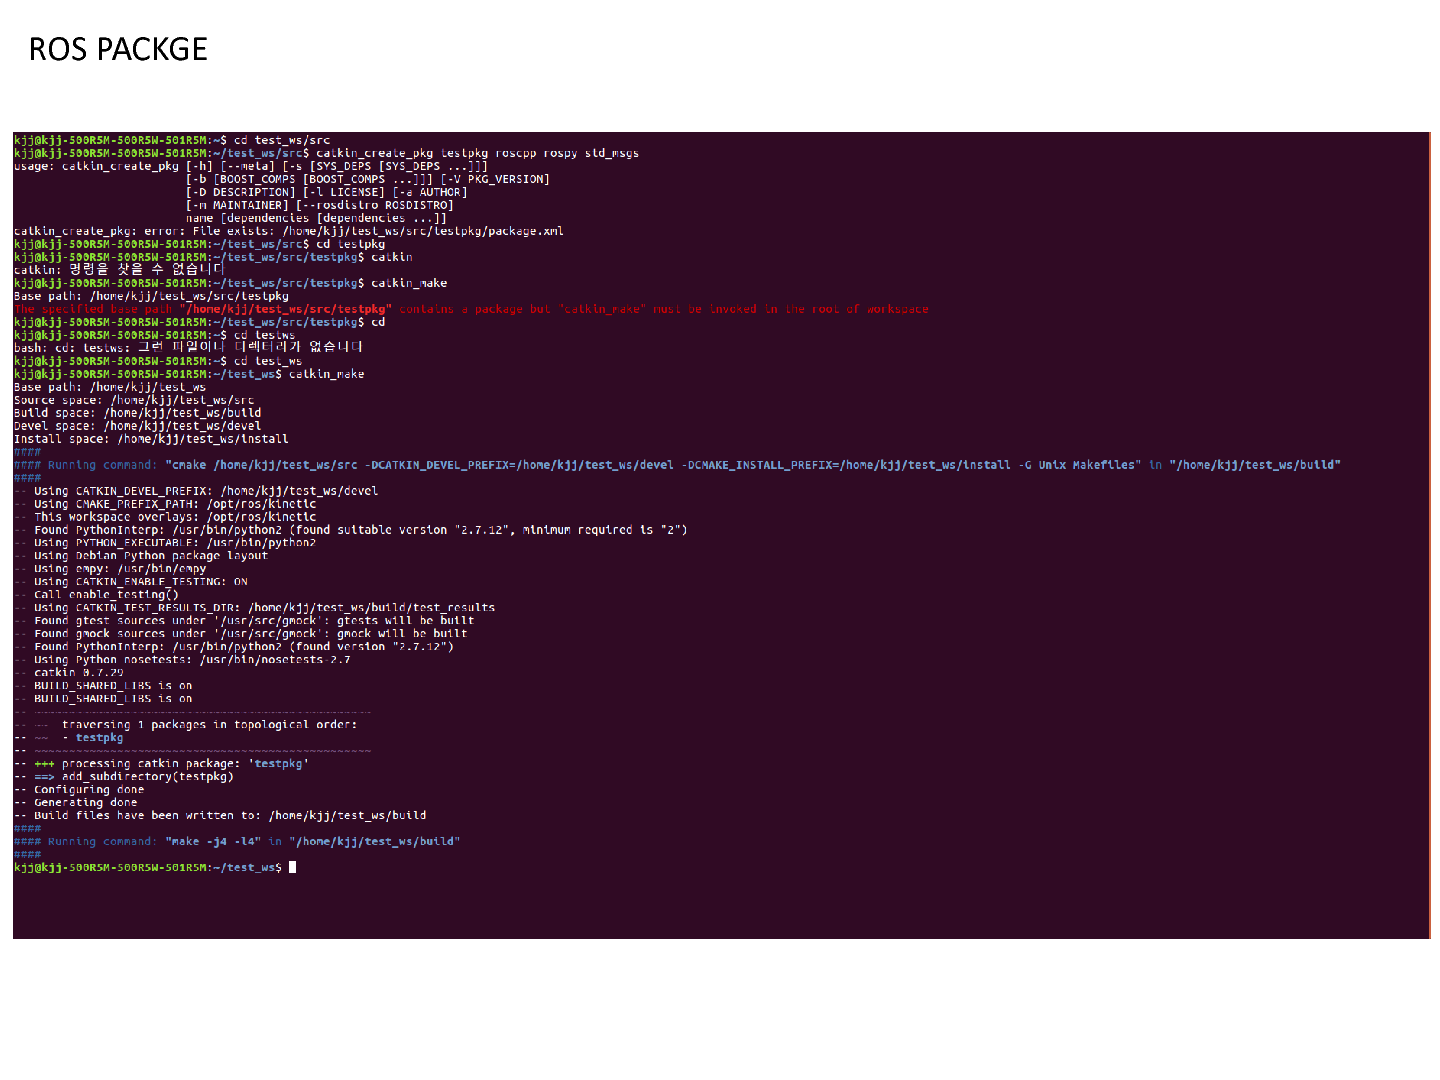 ROS PACKGE
kjj@kjj-500R5M-500R5W-501R5M:~$ cd test_ws/src
kjj@kjj-500R5M-500R5W-501R5M:~/test_ws/src$ catkin_create_pkg testpkg roscpp rospy std_msgs
usage: catkin_create_pkg [-h] [--meta] [-s [SYS_DEPS [SYS_DEPS ...]]]
[-b [BOOST_COMPS [BOOST_COMPS ...]]] [-V PKG_VERSION]
[-D DESCRIPTION] [-l LICENSE] [-a AUTHOR]
[-m MAINTAINER] [--rosdistro ROSDISTRO]
name [dependencies [dependencies ...]]
catkin_create_pkg: error: File exists: /home/kjj/test_ws/src/testpkg/package.xml
kjj@kjj-500R5M-500R5W-501R5M:~/test_ws/src$ cd testpkg
kjj@kjj-500R5M-500R5W-501R5M:~/test_ws/src/testpkg$ catkin
catkin: 명령을 찾을 수 없습니다
kjj@kjj-500R5M-500R5W-501R5M:~/test_ws/src/testpkg$ catkin_make
Base path: /home/kjj/test_ws/src/testpkg
The specified base path "/home/kjj/test_ws/src/testpkg" contains a package but "catkin_make" must be invoked in the root of workspace
kjj@kjj-500R5M-500R5W-501R5M:~/test_ws/src/testpkg$ cd
kjj@kjj-500R5M-500R5W-501R5M:~$ cd testws
bash: cd: testws: 그런 파일이나 디렉터리가 없습니다
kjj@kjj-500R5M-500R5W-501R5M:~$ cd test_ws
kjj@kjj-500R5M-500R5W-501R5M:~/test_ws$ catkin_make
Base path: /home/kjj/test_ws
Source space: /home/kjj/test_ws/src
Build space: /home/kjj/test_ws/build
Devel space: /home/kjj/test_ws/devel
Install space: /home/kjj/test_ws/install
####
#### Running command: "cmake /home/kjj/test_ws/src -DCATKIN_DEVEL_PREFIX=/home/kjj/test_ws/devel -DCMAKE_INSTALL_PREFIX=/home/kjj/test_ws/install -G Unix Makefiles" in "/home/kjj/test_ws/build"
####
-- Using CATKIN_DEVEL_PREFIX: /home/kjj/test_ws/devel
-- Using CMAKE_PREFIX_PATH: /opt/ros/kinetic
-- This workspace overlays: /opt/ros/kinetic
-- Found PythonInterp: /usr/bin/python2 (found suitable version "2.7.12", minimum required is "2")
-- Using PYTHON_EXECUTABLE: /usr/bin/python2
-- Using Debian Python package layout
-- Using empy: /usr/bin/empy
-- Using CATKIN_ENABLE_TESTING: ON
-- Call enable_testing()
-- Using CATKIN_TEST_RESULTS_DIR: /home/kjj/test_ws/build/test_results
-- Found gtest sources under '/usr/src/gmock': gtests will be built
-- Found gmock sources under '/usr/src/gmock': gmock will be built
-- Found PythonInterp: /usr/bin/python2 (found version "2.7.12")
-- Using Python nosetests: /usr/bin/nosetests-2.7
-- catkin 0.7.29
-- BUILD_SHARED_LIBS is on
-- BUILD_SHARED_LIBS is on
-- ~~~~~~~~~~~~~~~~~~~~~~~~~~~~~~~~~~~~~~~~~~~~~~~~~
-- ~~  traversing 1 packages in topological order:
-- ~~  - testpkg
-- ~~~~~~~~~~~~~~~~~~~~~~~~~~~~~~~~~~~~~~~~~~~~~~~~~
-- +++ processing catkin package: 'testpkg'
-- ==> add_subdirectory(testpkg)
-- Configuring done
-- Generating done
-- Build files have been written to: /home/kjj/test_ws/build
####
#### Running command: "make -j4 -l4" in "/home/kjj/test_ws/build"
####
kjj@kjj-500R5M-500R5W-501R5M:~/test_ws$